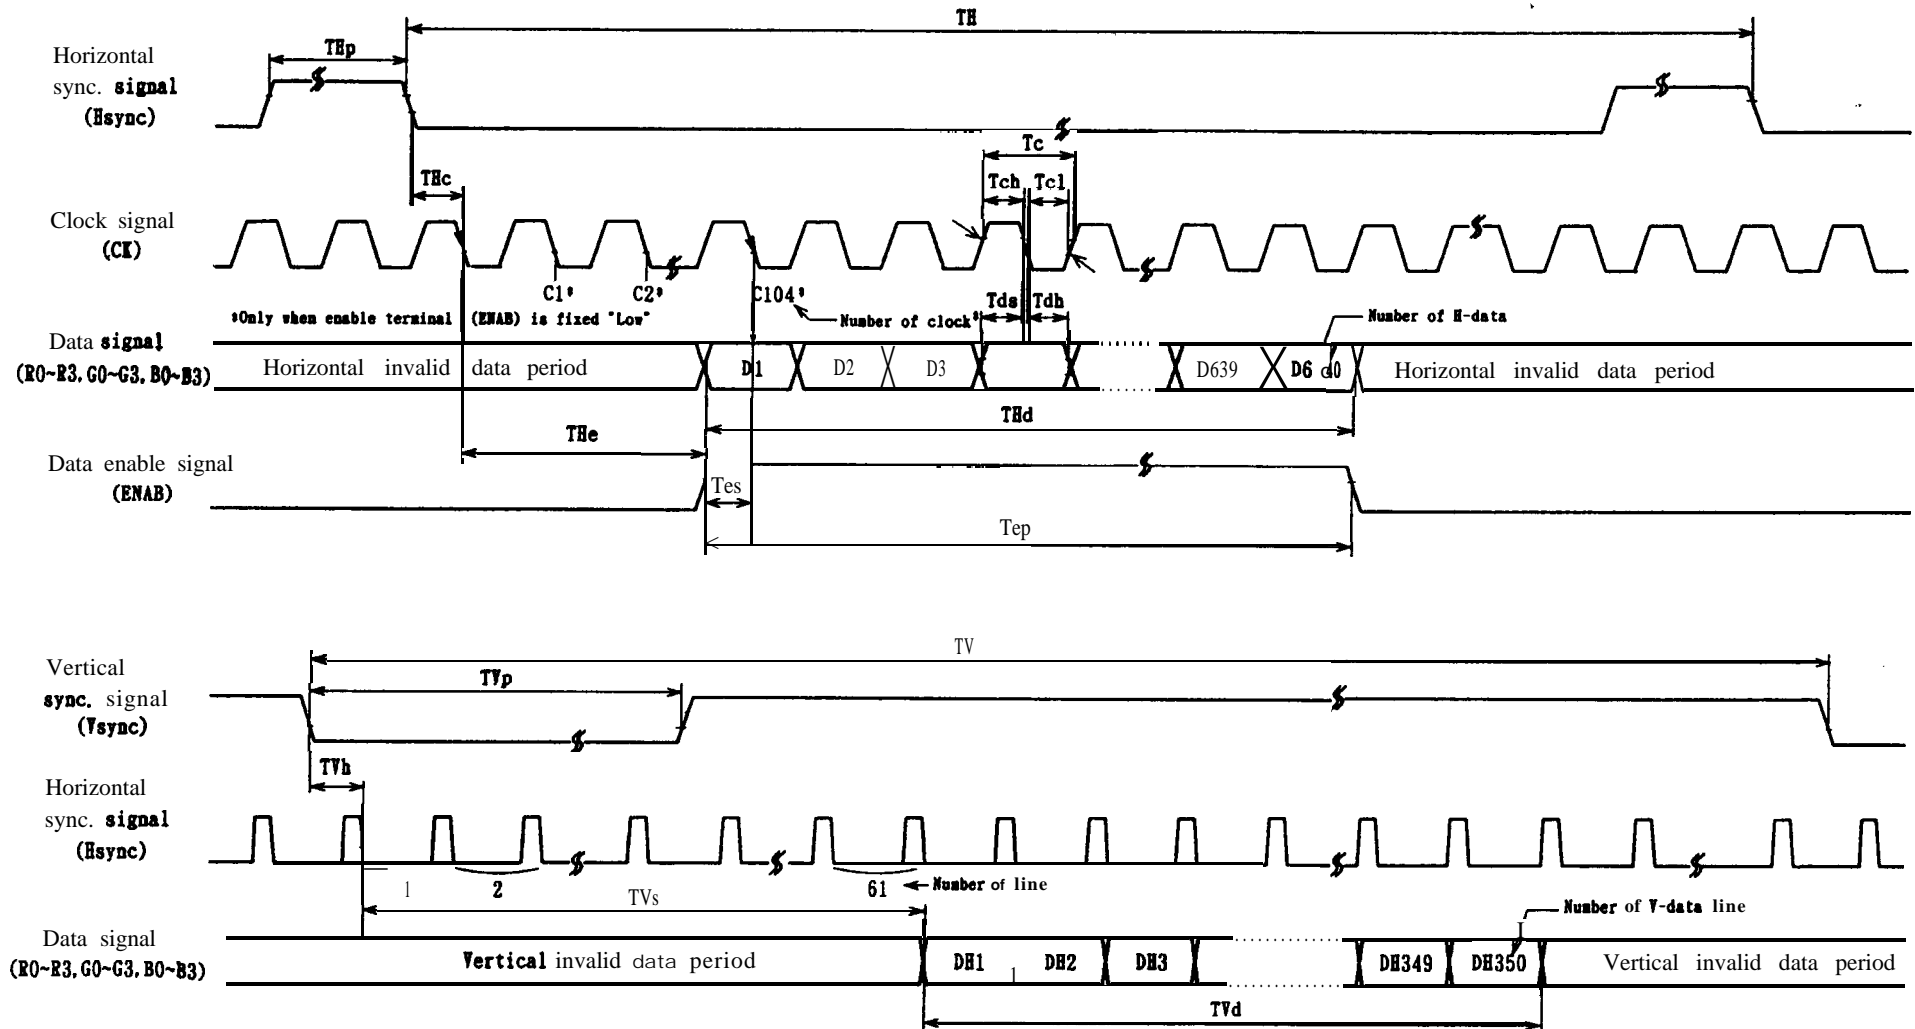 TH
THp
Horizontal
sync. signal
(Hsync)
Tc
THc
Tch
Tcl
Clock signal
(CK)
C1*
C2*
C104*
Tds
Tdh
*Only when enable terminal (ENAB) is fixed "Low"
Number of clock*
Number of H-data
Data signal
(R0~R3, G0~G3, B0~B3)
Horizontal invalid data period
D1
D2
D3
D639
D640
Horizontal invalid data period
THd
THe
Data enable signal
(ENAB)
Tes
Tep
TV
Vertical
sync. signal
(Vsync)
TVp
TVh
Horizontal
sync. signal
(Hsync)
1
2
61
Number of line
TVs
Number of V-data line
Data signal
(R0~R3, G0~G3, B0~B3)
Vertical invalid data period
DH1
DH2
DH3
DH349
DH350
Vertical invalid data period
TVd